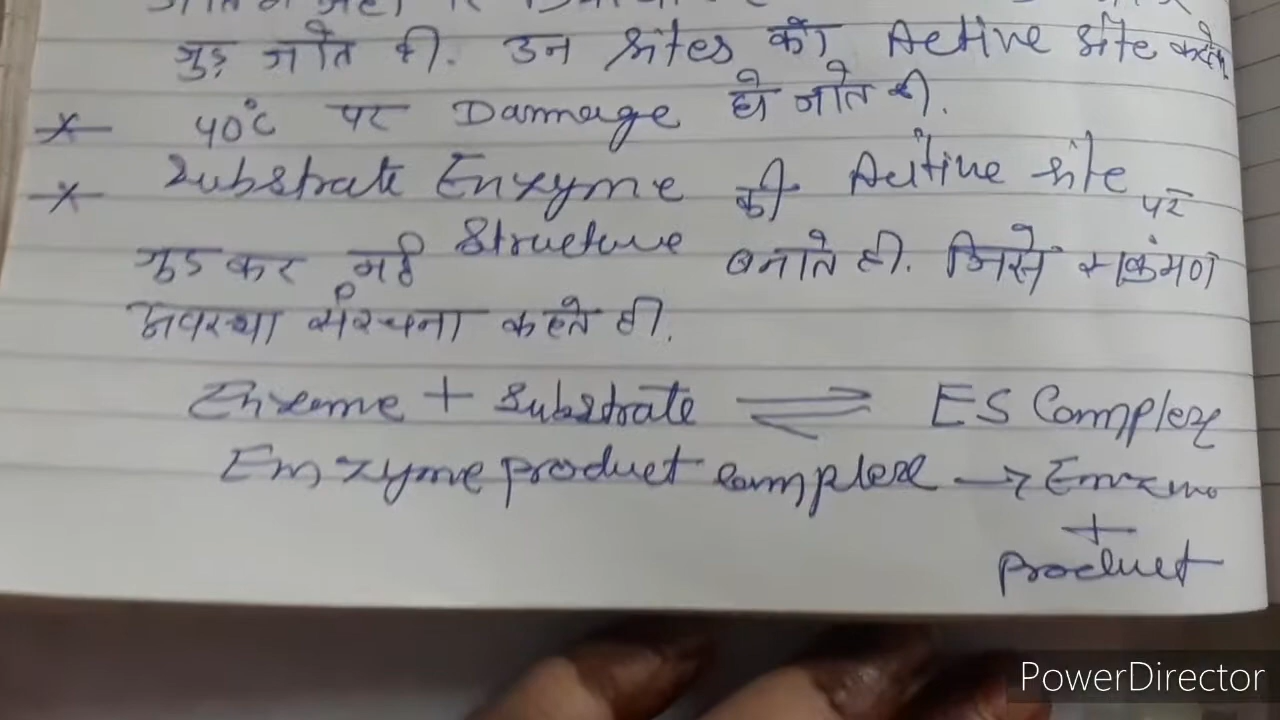 जुड़ जाते है. उन sites को Active site कहते
* 40°C पर Damage हो जाते है.
* Substrate Enzyme की Active site पर
जुड़ कर नई Structure बनाते है. जिसे संक्रमण
अवस्था संरचना कहते है.
Enzeme + Substrate ⇌ ES Complex
Enzyme product complex → Enzyme
+
product
PowerDirector